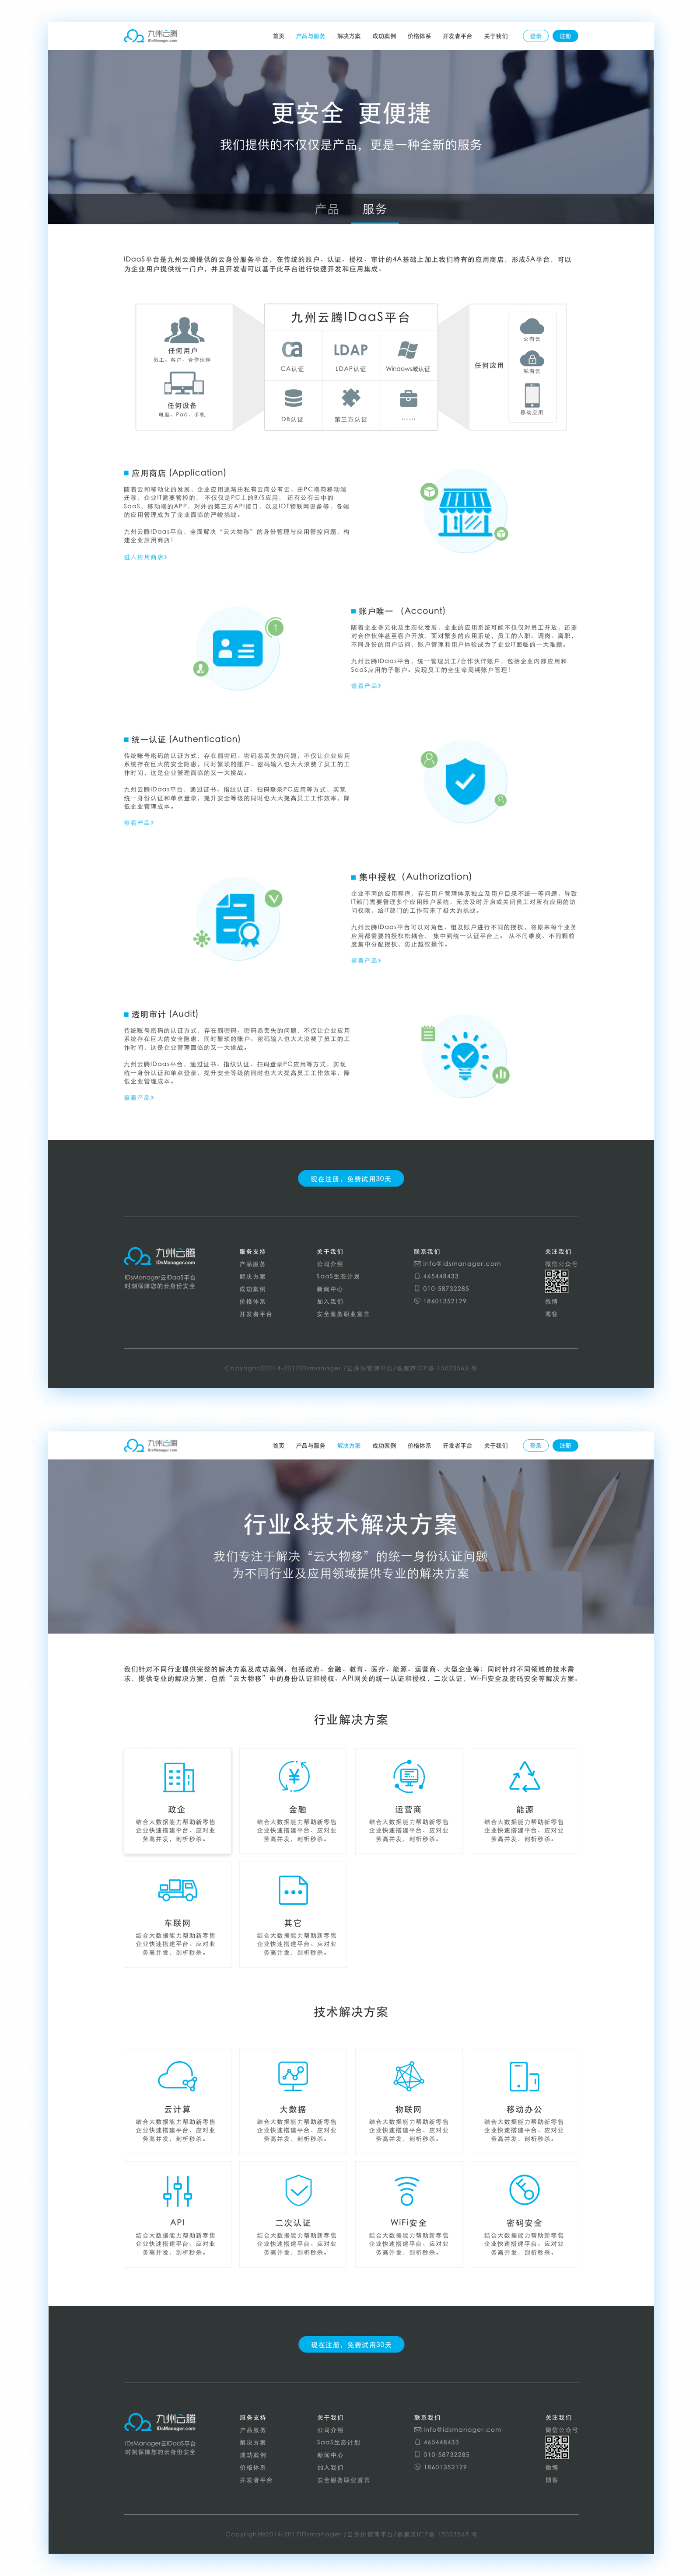 九州云腾
IDsManager.com
首页 产品与服务 解决方案 成功案例 价格体系 开发者平台 关于我们 登录 注册
更安全 更便捷
我们提供的不仅仅是产品，更是一种全新的服务
产品 服务
IDaaS平台是九州云腾提供的云身份服务平台，在传统的账户、认证、授权、审计的4A基础上加上我们特有的应用商店，形成5A平台，可以
为企业用户提供统一门户，并且开发者可以基于此平台进行快速开发和应用集成。
任何用户
员工、客户、合作伙伴
任何设备
电脑、Pad、手机
九州云腾IDaaS平台
CA认证
LDAP
LDAP认证
Windows域认证
DB认证
第三方认证
……
任何应用
公有云
私有云
移动应用
应用商店 (Application)
随着云和移动化的发展，企业应用逐渐由私有云向公有云、由PC端向移动端
迁移，企业IT需要管控的， 不仅仅是PC上的B/S应用， 还有公有云中的
SaaS、移动端的APP、对外的第三方API接口，以及IOT物联网设备等，各端
的应用管理成为了企业面临的严峻挑战。
九州云腾IDaas平台，全面解决“云大物移”的身份管理与应用管控问题，构
建企业应用商店！
进入应用商店>
账户唯一 （Account)
随着企业多元化及生态化发展，企业的应用系统可能不仅仅对员工开放，还要
对合作伙伴甚至客户开放，面对繁多的应用系统，员工的入职、调岗、离职，
不同身份的用户访问，账户管理和用户体验成为了企业IT面临的一大难题。
九州云腾IDaas平台，统一管理员工/合作伙伴账户，包括企业内部应用和
SaaS应用的子账户。实现员工的全生命周期账户管理！
查看产品>
统一认证 (Authentication)
传统账号密码的认证方式，存在弱密码、密码易丢失的问题，不仅让企业应用
系统存在巨大的安全隐患，同时繁琐的账户、密码输入也大大浪费了员工的工
作时间，这是企业管理面临的又一大挑战。
九州云腾IDaas平台，通过证书、指纹认证、扫码登录PC应用等方式，实现
统一身份认证和单点登录，提升安全等级的同时也大大提高员工工作效率，降
低企业管理成本。
查看产品>
集中授权（Authorization)
企业不同的应用程序，存在用户管理体系独立及用户目录不统一等问题，导致
IT部门需要管理多个应用账户系统，无法及时开启或关闭员工对所有应用的访
问权限，给IT部门的工作带来了极大的挑战。
九州云腾IDaas平台可以对角色、组及账户进行不同的授权，将原来每个业务
应用都需要的授权松耦合， 集中到统一认证平台上。 从不同维度、不同颗粒
度集中分配授权，防止越权操作。
查看产品>
透明审计 (Audit)
传统账号密码的认证方式，存在弱密码、密码易丢失的问题，不仅让企业应用
系统存在巨大的安全隐患，同时繁琐的账户、密码输入也大大浪费了员工的工
作时间，这是企业管理面临的又一大挑战。
九州云腾IDaas平台，通过证书、指纹认证、扫码登录PC应用等方式，实现
统一身份认证和单点登录，提升安全等级的同时也大大提高员工工作效率，降
低企业管理成本。
查看产品>
现在注册，免费试用30天
九州云腾
IDsManager.com
IDsManager云IDaaS平台
时刻保障您的云身份安全
服务支持
产品服务
解决方案
成功案例
价格体系
开发者平台
关于我们
公司介绍
SaaS生态计划
新闻中心
加入我们
安全服务职业宣言
联系我们
info@idsmanager.com
465448433
010-58732285
18601352129
关注我们
微信公众号
微博
博客
Copyright©2014-2017IDsmanager /云身份管理平台/备案京ICP备 15023563 号
九州云腾
IDsManager.com
首页 产品与服务 解决方案 成功案例 价格体系 开发者平台 关于我们 登录 注册
行业&技术解决方案
我们专注于解决“云大物移”的统一身份认证问题
为不同行业及应用领域提供专业的解决方案
我们针对不同行业提供完整的解决方案及成功案例，包括政府、金融、教育、医疗、能源、运营商、大型企业等；同时针对不同领域的技术需
求，提供专业的解决方案，包括“云大物移”中的身份认证和授权、API网关的统一认证和授权，二次认证，Wi-Fi安全及密码安全等解决方案。
行业解决方案
政企
结合大数据能力帮助新零售
企业快速搭建平台、应对业
务高并发、剖析秒杀。
金融
结合大数据能力帮助新零售
企业快速搭建平台、应对业
务高并发、剖析秒杀。
运营商
结合大数据能力帮助新零售
企业快速搭建平台、应对业
务高并发、剖析秒杀。
能源
结合大数据能力帮助新零售
企业快速搭建平台、应对业
务高并发、剖析秒杀。
车联网
结合大数据能力帮助新零售
企业快速搭建平台、应对业
务高并发、剖析秒杀。
其它
结合大数据能力帮助新零售
企业快速搭建平台、应对业
务高并发、剖析秒杀。
技术解决方案
云计算
结合大数据能力帮助新零售
企业快速搭建平台、应对业
务高并发、剖析秒杀。
大数据
结合大数据能力帮助新零售
企业快速搭建平台、应对业
务高并发、剖析秒杀。
物联网
结合大数据能力帮助新零售
企业快速搭建平台、应对业
务高并发、剖析秒杀。
移动办公
结合大数据能力帮助新零售
企业快速搭建平台、应对业
务高并发、剖析秒杀。
API
结合大数据能力帮助新零售
企业快速搭建平台、应对业
务高并发、剖析秒杀。
二次认证
结合大数据能力帮助新零售
企业快速搭建平台、应对业
务高并发、剖析秒杀。
WiFi安全
结合大数据能力帮助新零售
企业快速搭建平台、应对业
务高并发、剖析秒杀。
密码安全
结合大数据能力帮助新零售
企业快速搭建平台、应对业
务高并发、剖析秒杀。
现在注册，免费试用30天
九州云腾
IDsManager.com
IDsManager云IDaaS平台
时刻保障您的云身份安全
服务支持
产品服务
解决方案
成功案例
价格体系
开发者平台
关于我们
公司介绍
SaaS生态计划
新闻中心
加入我们
安全服务职业宣言
联系我们
info@idsmanager.com
465448433
010-58732285
18601352129
关注我们
微信公众号
微博
博客
Copyright©2014-2017IDsmanager /云身份管理平台/备案京ICP备 15023563 号